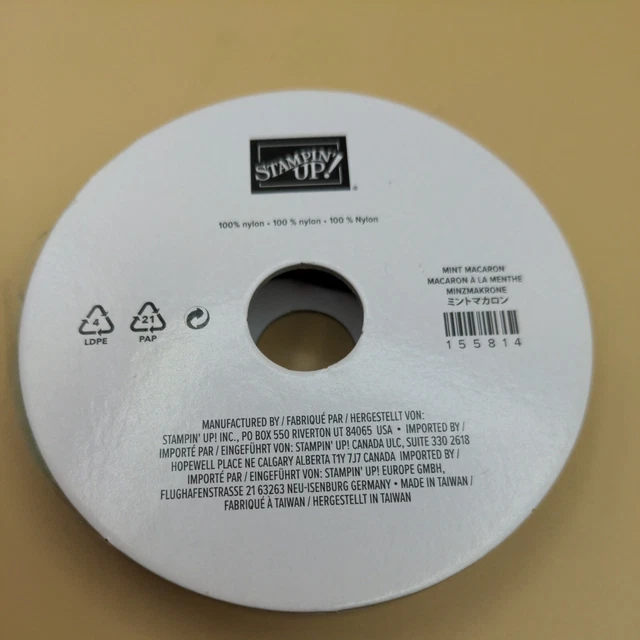 STAMPIN' UP!®
100% nylon • 100 % nylon • 100 % Nylon
MINT MACARON
MACARON À LA MENTHE
MINZMAKRONE
ミントマカロン
155814
4
LDPE
21
PAP
MANUFACTURED BY / FABRIQUÉ PAR / HERGESTELLT VON:
STAMPIN' UP! INC., PO BOX 550 RIVERTON UT 84065 USA • IMPORTED BY /
IMPORTÉ PAR / EINGEFÜHRT VON: STAMPIN' UP! CANADA ULC, SUITE 330 2618
HOPEWELL PLACE NE CALGARY ALBERTA T1Y 7J7 CANADA IMPORTED BY /
IMPORTÉ PAR / EINGEFÜHRT VON: STAMPIN' UP! EUROPE GMBH,
FLUGHAFENSTRASSE 21 63263 NEU-ISENBURG GERMANY • MADE IN TAIWAN /
FABRIQUÉ À TAIWAN / HERGESTELLT IN TAIWAN